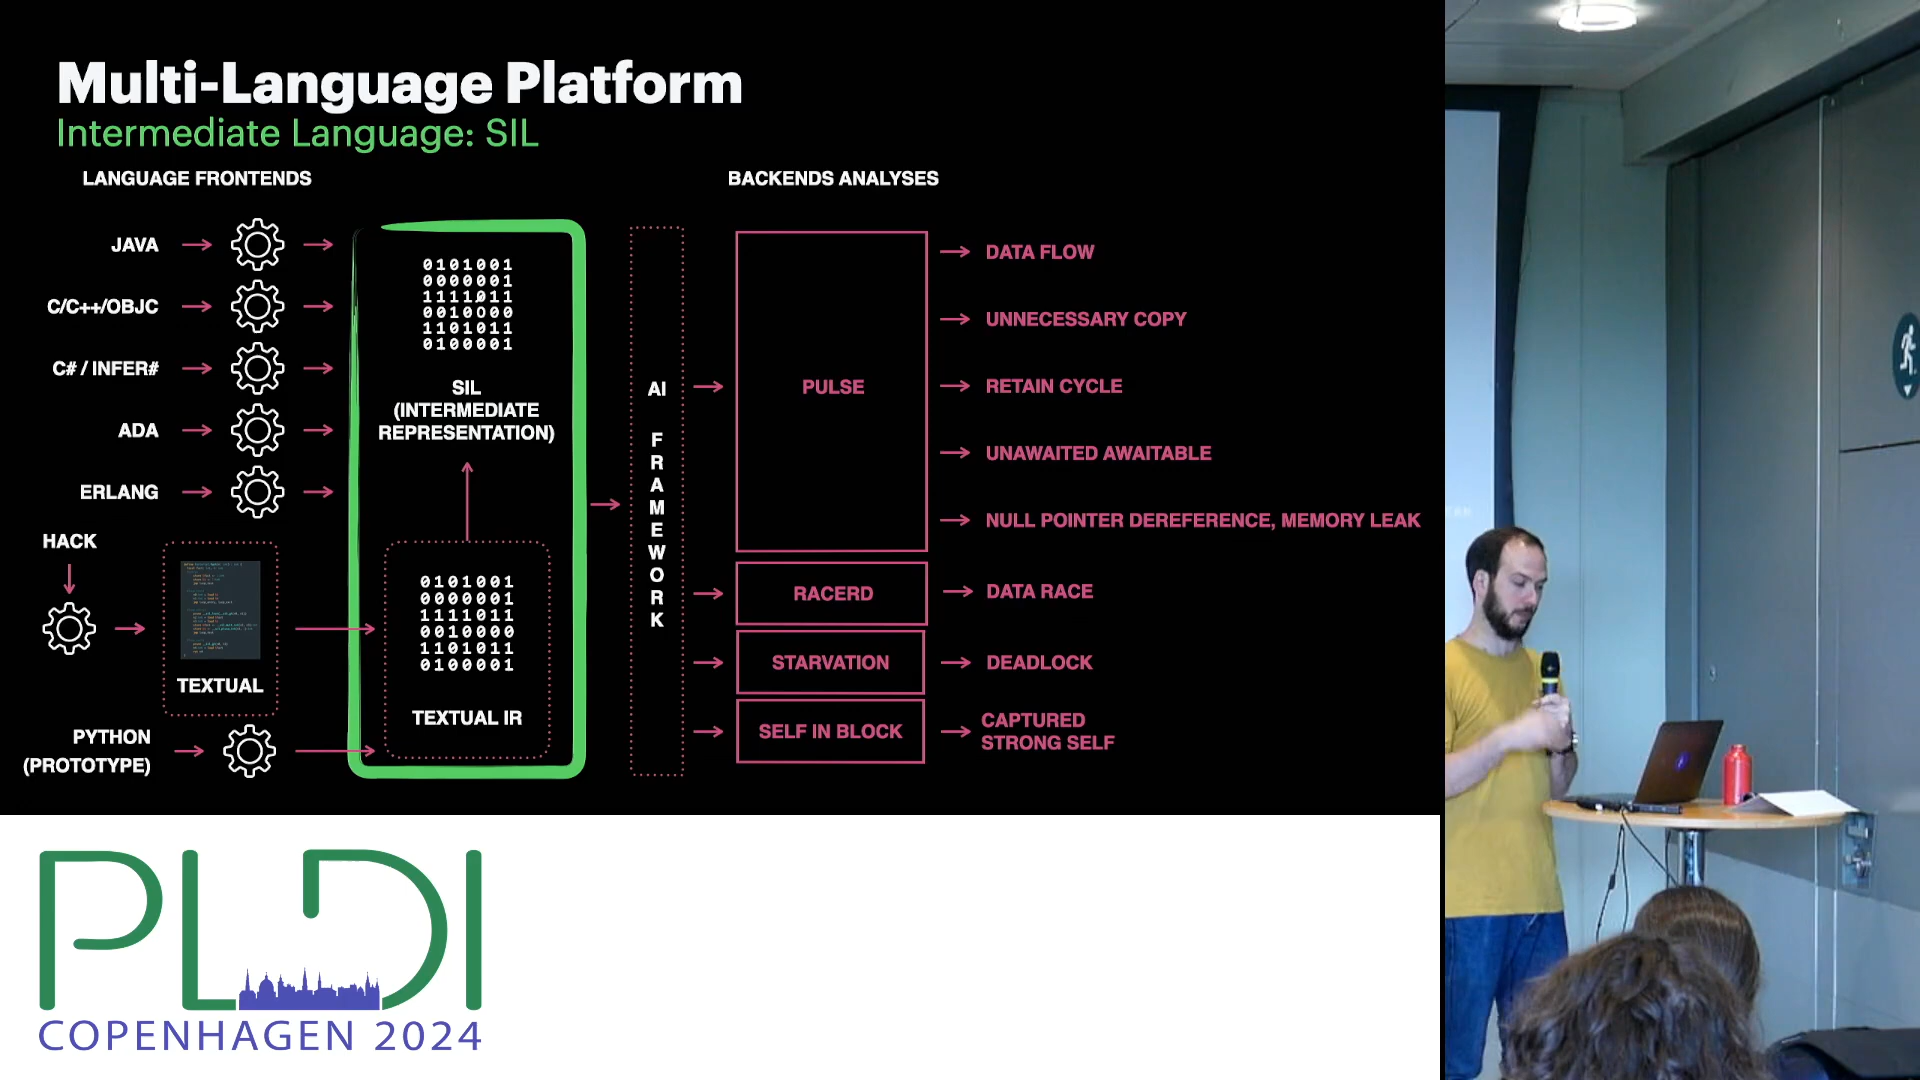 Multi-Language Platform
Intermediate Language: SIL
LANGUAGE FRONTENDS
BACKENDS ANALYSES
JAVA
C/C++/OBJC
C# / INFER#
ADA
ERLANG
HACK
TEXTUAL
PYTHON
(PROTOTYPE)
0101001
0000001
1111011
0010000
1101011
0100001
SIL
(INTERMEDIATE
REPRESENTATION)
0101001
0000001
1111011
0010000
1101011
0100001
TEXTUAL IR
AI
FRAMEWORK
PULSE
DATA FLOW
UNNECESSARY COPY
RETAIN CYCLE
UNAWAITED AWAITABLE
NULL POINTER DEREFERENCE, MEMORY LEAK
RACERD
DATA RACE
STARVATION
DEADLOCK
SELF IN BLOCK
CAPTURED
STRONG SELF
PLDI
COPENHAGEN 2024